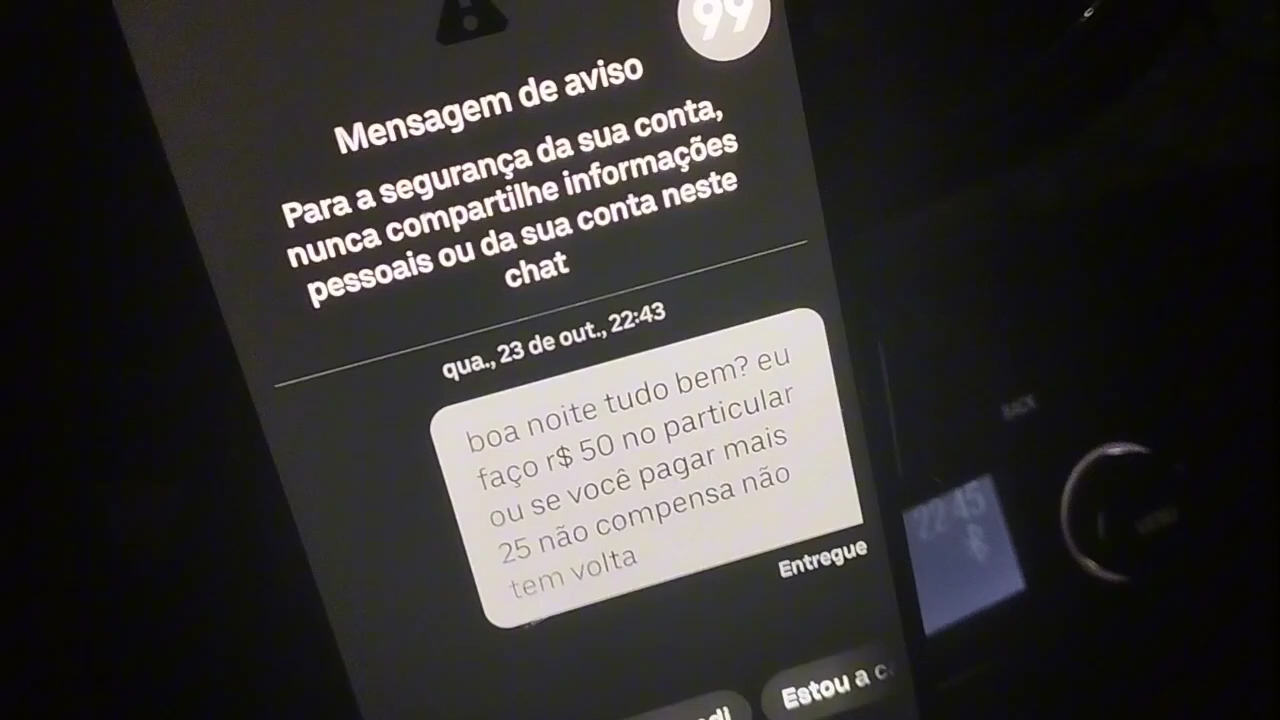 99
Mensagem de aviso
Para a segurança da sua conta,
nunca compartilhe informações
pessoais ou da sua conta neste
chat
qua., 23 de out., 22:43
boa noite tudo bem? eu
faço r$ 50 no particular
ou se você pagar mais
25 não compensa não
tem volta
Entregue
Estou a c
BACK
22:45
MENU